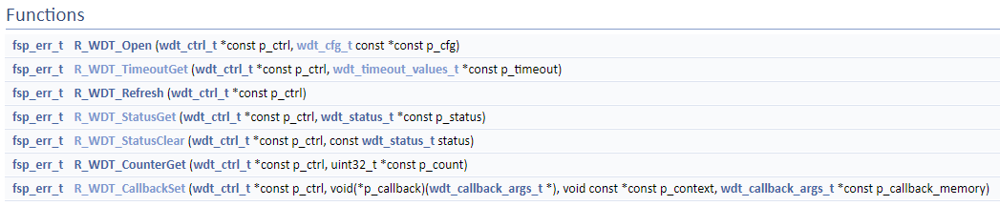 Functions
fsp_err_t R_WDT_Open (wdt_ctrl_t *const p_ctrl, wdt_cfg_t const *const p_cfg)
fsp_err_t R_WDT_TimeoutGet (wdt_ctrl_t *const p_ctrl, wdt_timeout_values_t *const p_timeout)
fsp_err_t R_WDT_Refresh (wdt_ctrl_t *const p_ctrl)
fsp_err_t R_WDT_StatusGet (wdt_ctrl_t *const p_ctrl, wdt_status_t *const p_status)
fsp_err_t R_WDT_StatusClear (wdt_ctrl_t *const p_ctrl, const wdt_status_t status)
fsp_err_t R_WDT_CounterGet (wdt_ctrl_t *const p_ctrl, uint32_t *const p_count)
fsp_err_t R_WDT_CallbackSet (wdt_ctrl_t *const p_ctrl, void(*p_callback)(wdt_callback_args_t *), void const *const p_context, wdt_callback_args_t *const p_callback_memory)